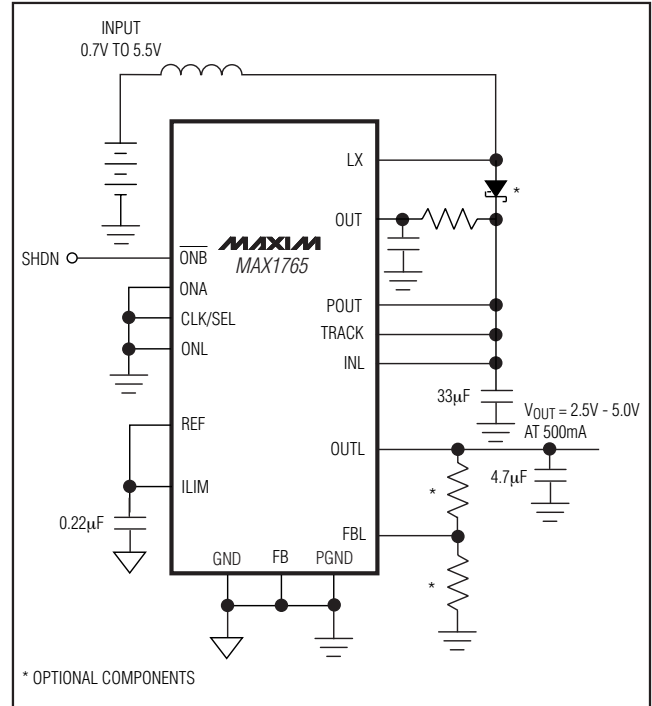 INPUT
0.7V TO 5.5V
LX
*
OUT
MAXIM
MAX1765
SHDN
ONB
ONA
CLK/SEL
ONL
POUT
TRACK
INL
33µF
VOUT = 2.5V - 5.0V
AT 500mA
REF
OUTL
4.7µF
*
ILIM
0.22µF
FBL
*
GND
FB
PGND
* OPTIONAL COMPONENTS